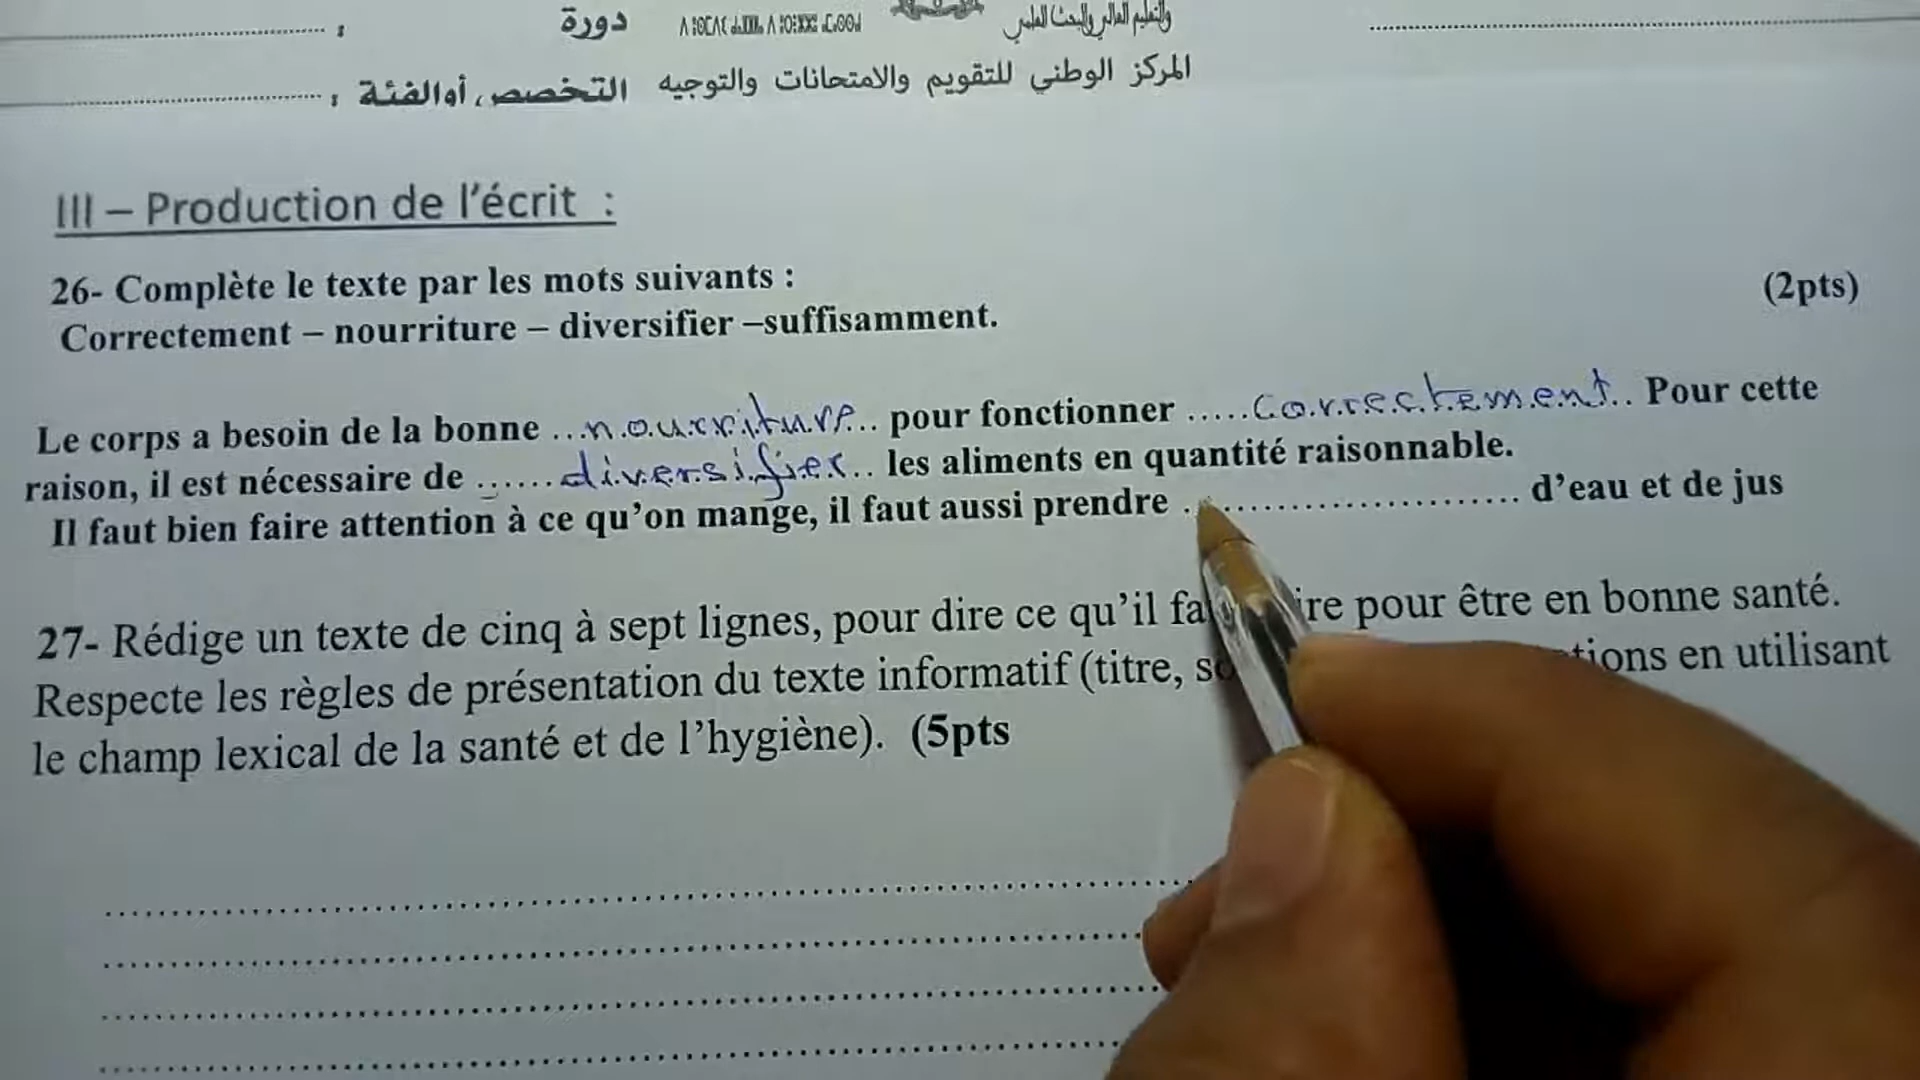 والتعليم العالي والبحث العلمي
دورة :
المركز الوطني للتقويم والامتحانات والتوجيه
التخصص، أوالفئة :
III – Production de l'écrit :
26- Complète le texte par les mots suivants : (2pts)
Correctement – nourriture – diversifier –suffisamment.
Le corps a besoin de la bonne ...nourriture... pour fonctionner .....correctement.. Pour cette
raison, il est nécessaire de ......diversifier.. les aliments en quantité raisonnable.
Il faut bien faire attention à ce qu'on mange, il faut aussi prendre ........................ d'eau et de jus
27- Rédige un texte de cinq à sept lignes, pour dire ce qu'il pour être en bonne santé.
Respecte les règles de présentation du texte informatif (titre, en utilisant
le champ lexical de la santé et de l'hygiène). (5pts